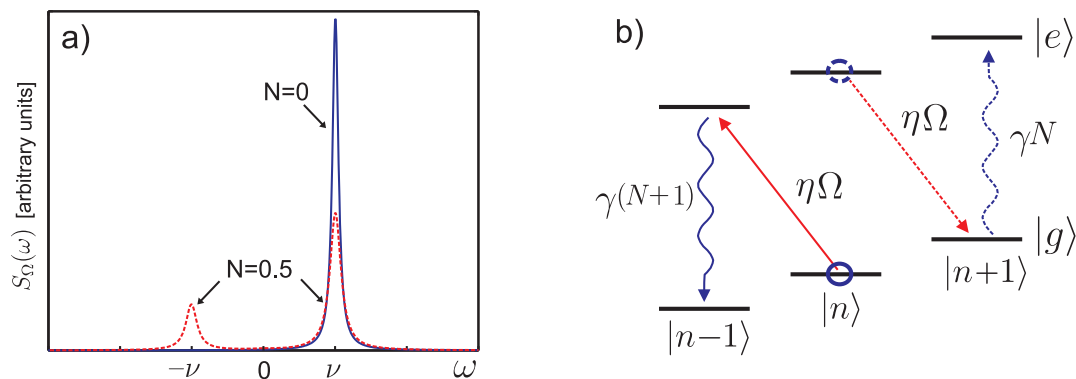 a)
N=0
N=0.5
S_Ω(ω) [arbitrary units]
−ν
0
ν
ω
b)
|e⟩
ηΩ
γN
γ(N+1)
ηΩ
|g⟩
|n+1⟩
|n⟩
|n−1⟩